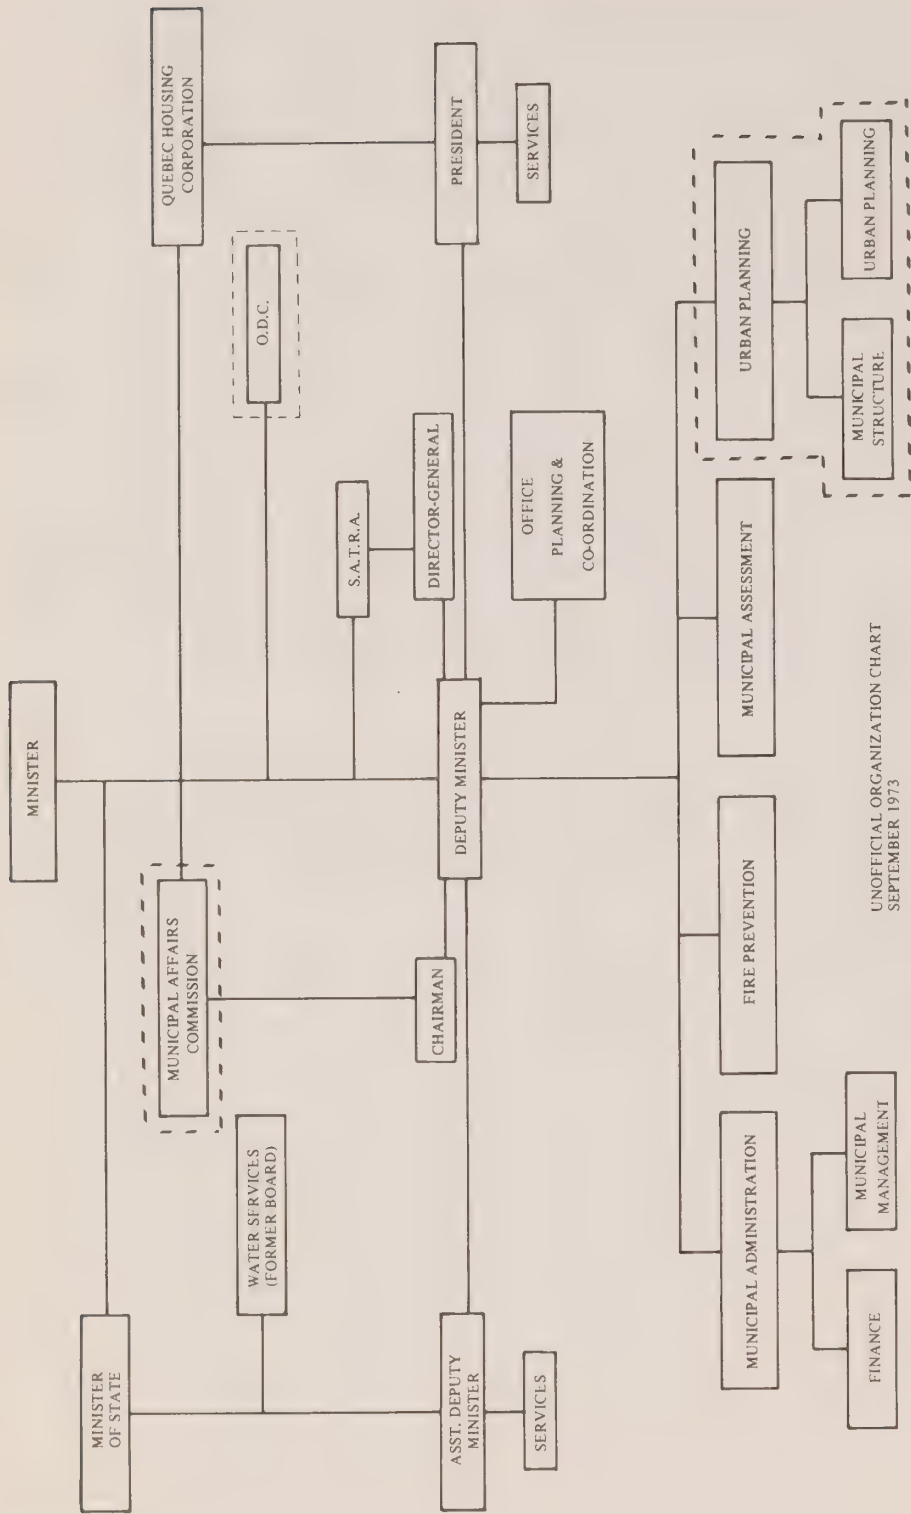 MINISTER
MINISTER
OF STATE
MUNICIPAL AFFAIRS
COMMISSION
QUEBEC HOUSING
CORPORATION
WATER SERVICES
(FORMER BOARD)
O.D.C.
S.A.T.R.A.
ASST. DEPUTY
MINISTER
CHAIRMAN
DEPUTY MINISTER
DIRECTOR-GENERAL
PRESIDENT
SERVICES
OFFICE
PLANNING &
CO-ORDINATION
SERVICES
MUNICIPAL ADMINISTRATION
FIRE PREVENTION
MUNICIPAL ASSESSMENT
URBAN PLANNING
FINANCE
MUNICIPAL
MANAGEMENT
MUNICIPAL
STRUCTURE
URBAN PLANNING
UNOFFICIAL ORGANIZATION CHART
SEPTEMBER 1973